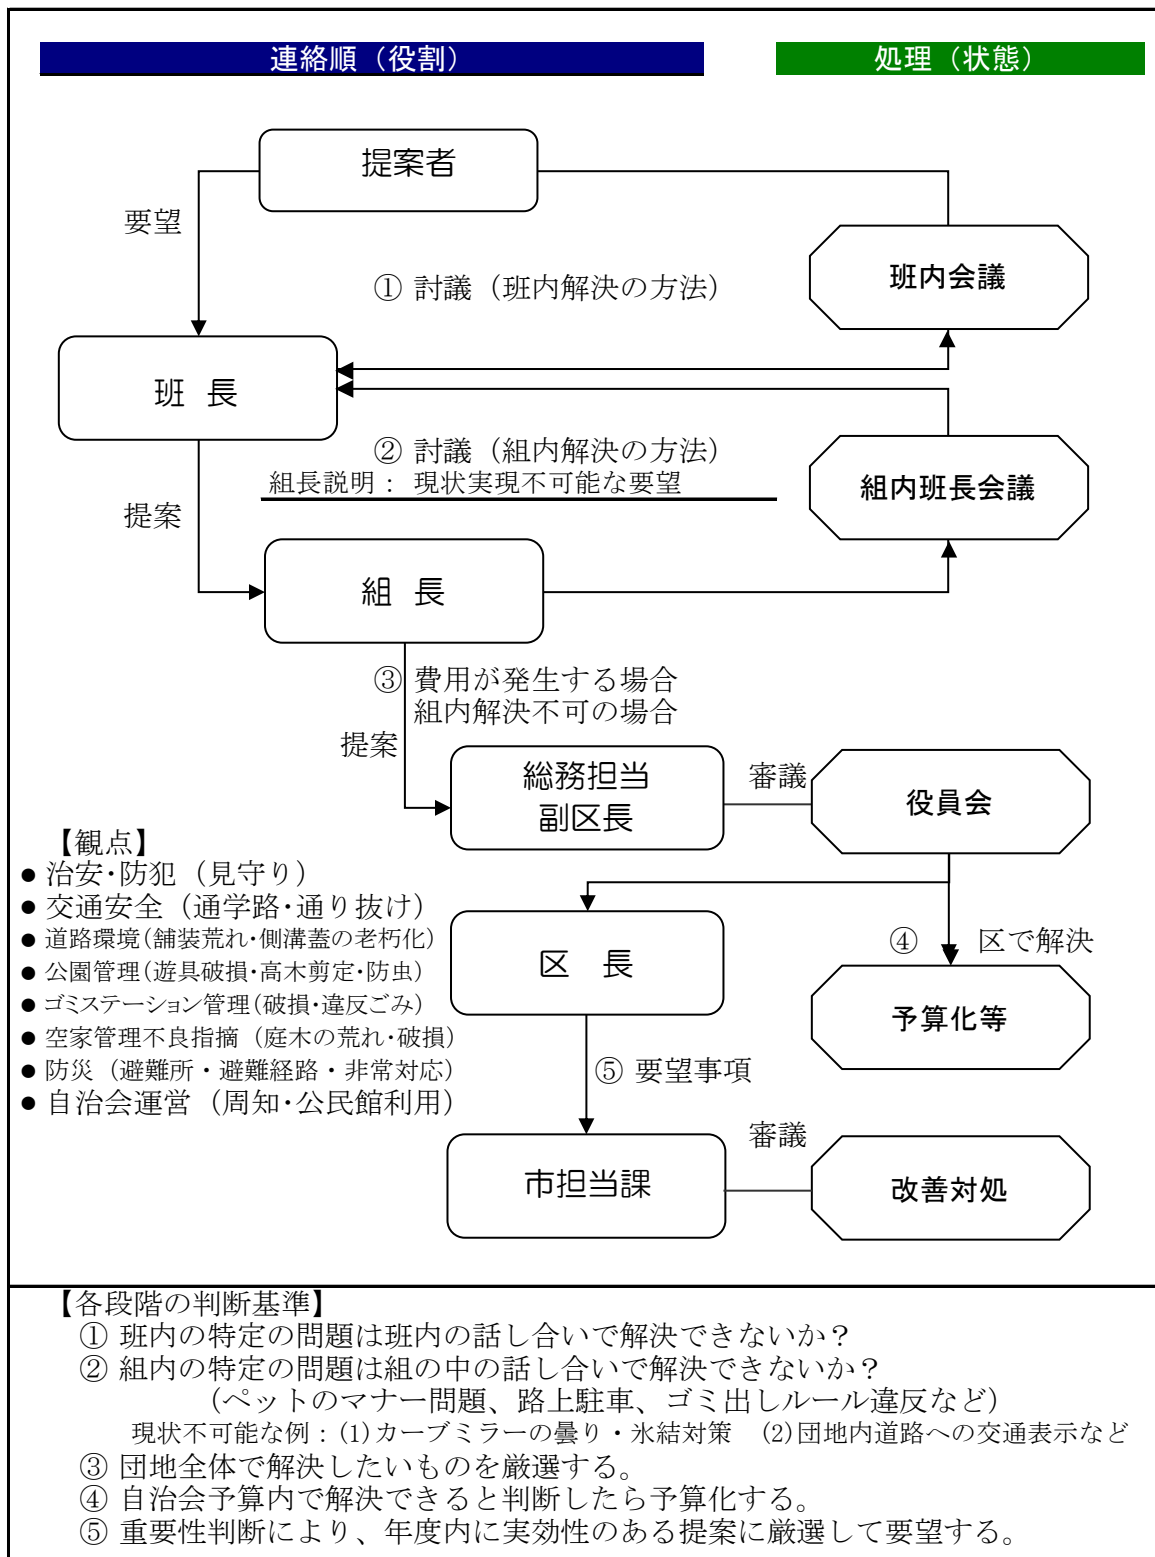 連絡順（役割）
処理（状態）
提案者
要望
班内会議
① 討議（班内解決の方法）
班 長
② 討議（組内解決の方法）
組長説明： 現状実現不可能な要望
組内班長会議
提案
組 長
③ 費用が発生する場合
組内解決不可の場合
提案
総務担当
副区長
審議
役員会
【観点】
● 治安･防犯（見守り）
● 交通安全（通学路･通り抜け）
● 道路環境(舗装荒れ･側溝蓋の老朽化)
● 公園管理(遊具破損･高木剪定･防虫)
● ゴミステーション管理(破損･違反ごみ)
● 空家管理不良指摘（庭木の荒れ･破損）
● 防災（避難所・避難経路・非常対応）
● 自治会運営（周知･公民館利用）
区 長
④ 区で解決
予算化等
⑤ 要望事項
市担当課
審議
改善対処
【各段階の判断基準】
① 班内の特定の問題は班内の話し合いで解決できないか？
② 組内の特定の問題は組の中の話し合いで解決できないか？
（ペットのマナー問題、路上駐車、ゴミ出しルール違反など）
現状不可能な例：(1)カーブミラーの曇り・氷結対策 (2)団地内道路への交通表示など
③ 団地全体で解決したいものを厳選する。
④ 自治会予算内で解決できると判断したら予算化する。
⑤ 重要性判断により、年度内に実効性のある提案に厳選して要望する。